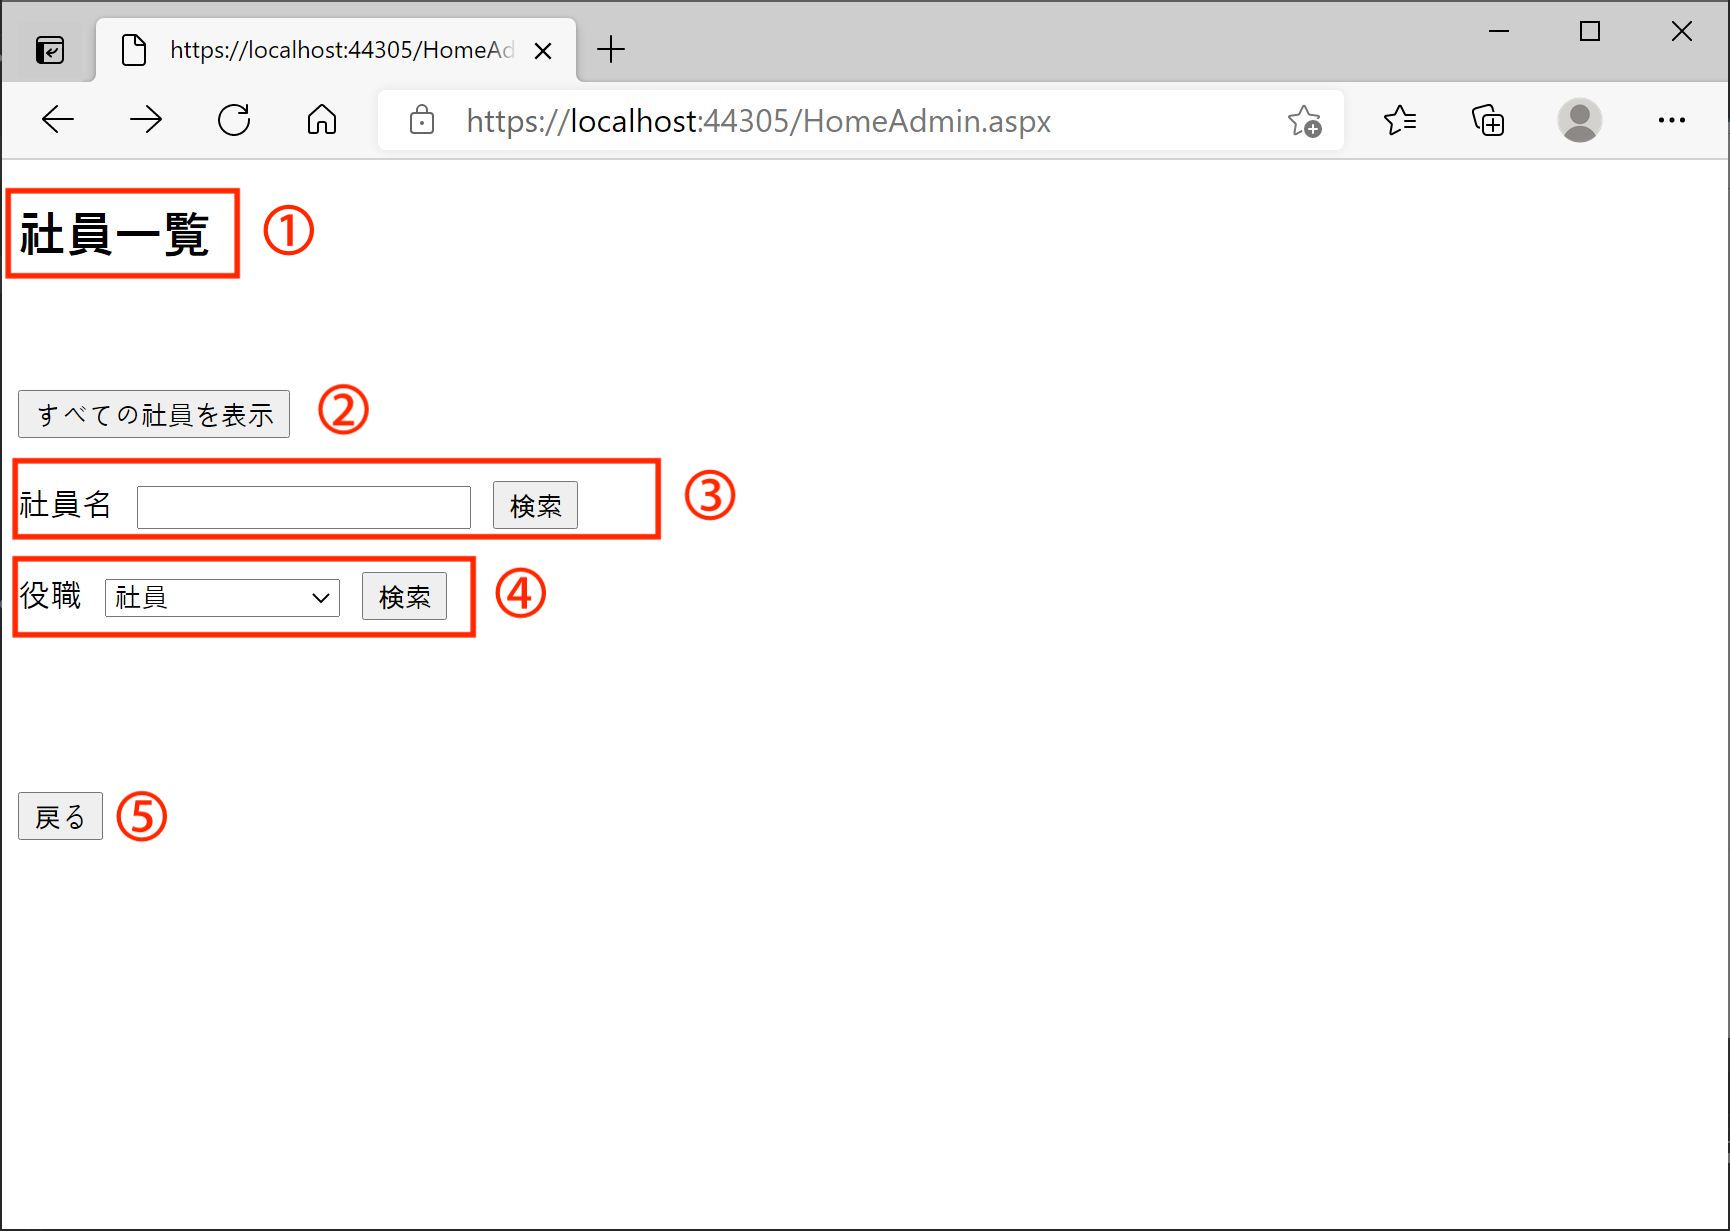 https://localhost:44305/HomeAd
https://localhost:44305/HomeAdmin.aspx
社員一覧 ①
すべての社員を表示 ②
社員名 検索 ③
役職 社員 検索 ④
戻る ⑤